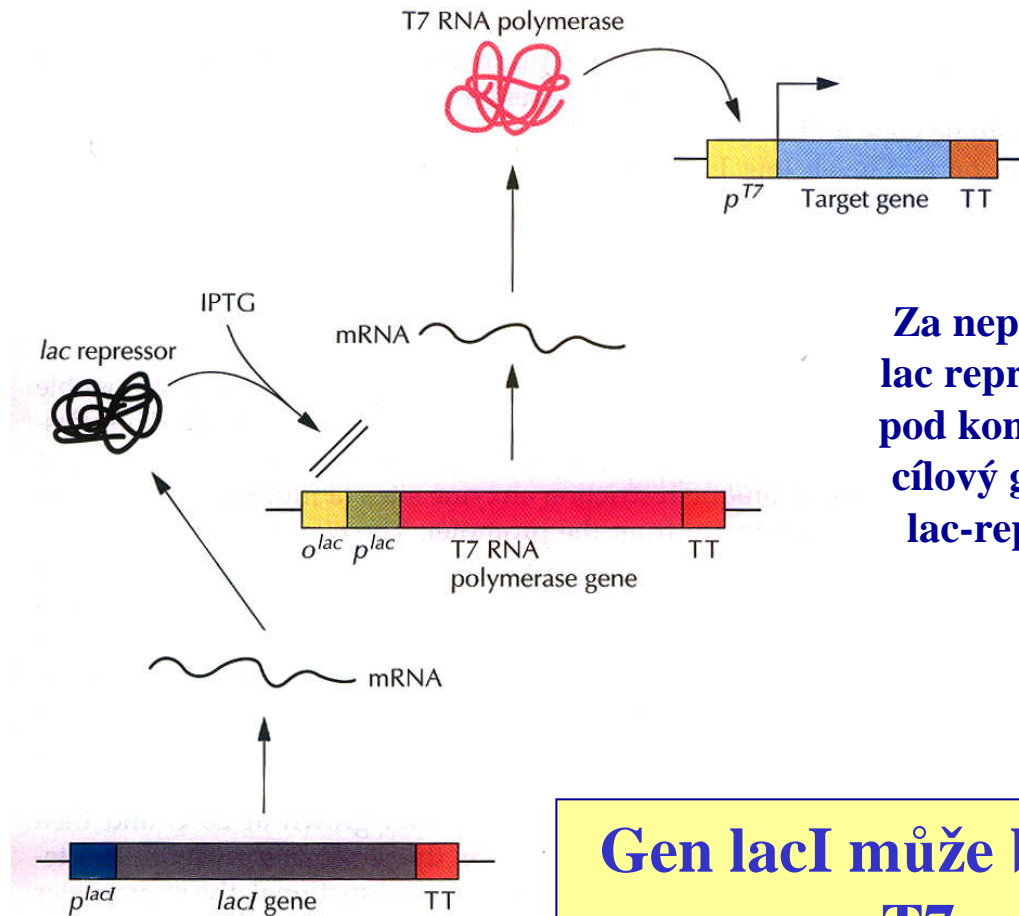 T7 RNA polymerase
p^T7 Target gene TT
IPTG
mRNA
lac repressor
o^lac p^lac T7 RNA TT
polymerase gene
mRNA
p^lacI lacI gene TT
Za nep
lac repr
pod kon
cílový g
lac-rep
Gen lacI může b
T7